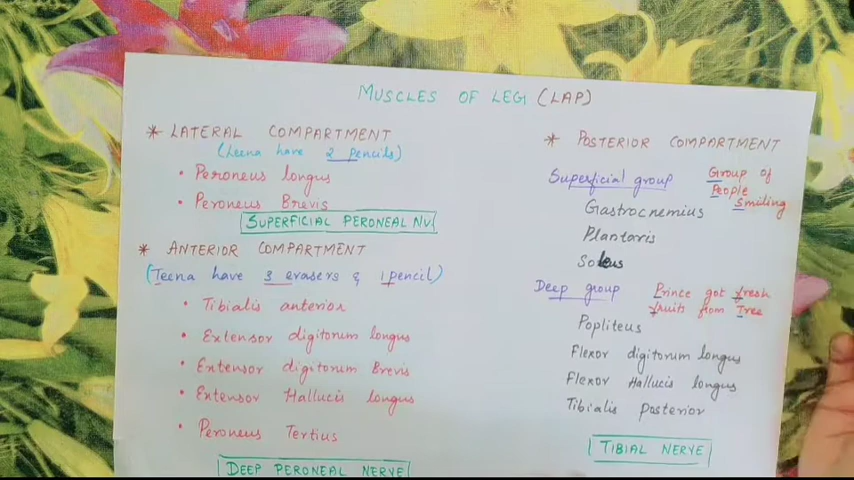 MUSCLES OF LEG (LAP)
* LATERAL COMPARTMENT
(Leena have 2 pencils)
• Peroneus longus
• Peroneus Brevis
SUPERFICIAL PERONEAL NV
* ANTERIOR COMPARTMENT
(Teena have 3 erasers & 1 pencil)
• Tibialis anterior
• Extensor digitorum longus
• Extensor digitorum Brevis
• Extensor Hallucis longus
• Peroneus Tertius
DEEP PERONEAL NERVE
* POSTERIOR COMPARTMENT
Superficial group
Group of
People
Smiling
Gastrocnemius
Plantaris
Soleus
Deep group
Prince got fresh
fruits from Tree
Popliteus
Flexor digitorum longus
Flexor Hallucis longus
Tibialis Posterior
TIBIAL NERVE